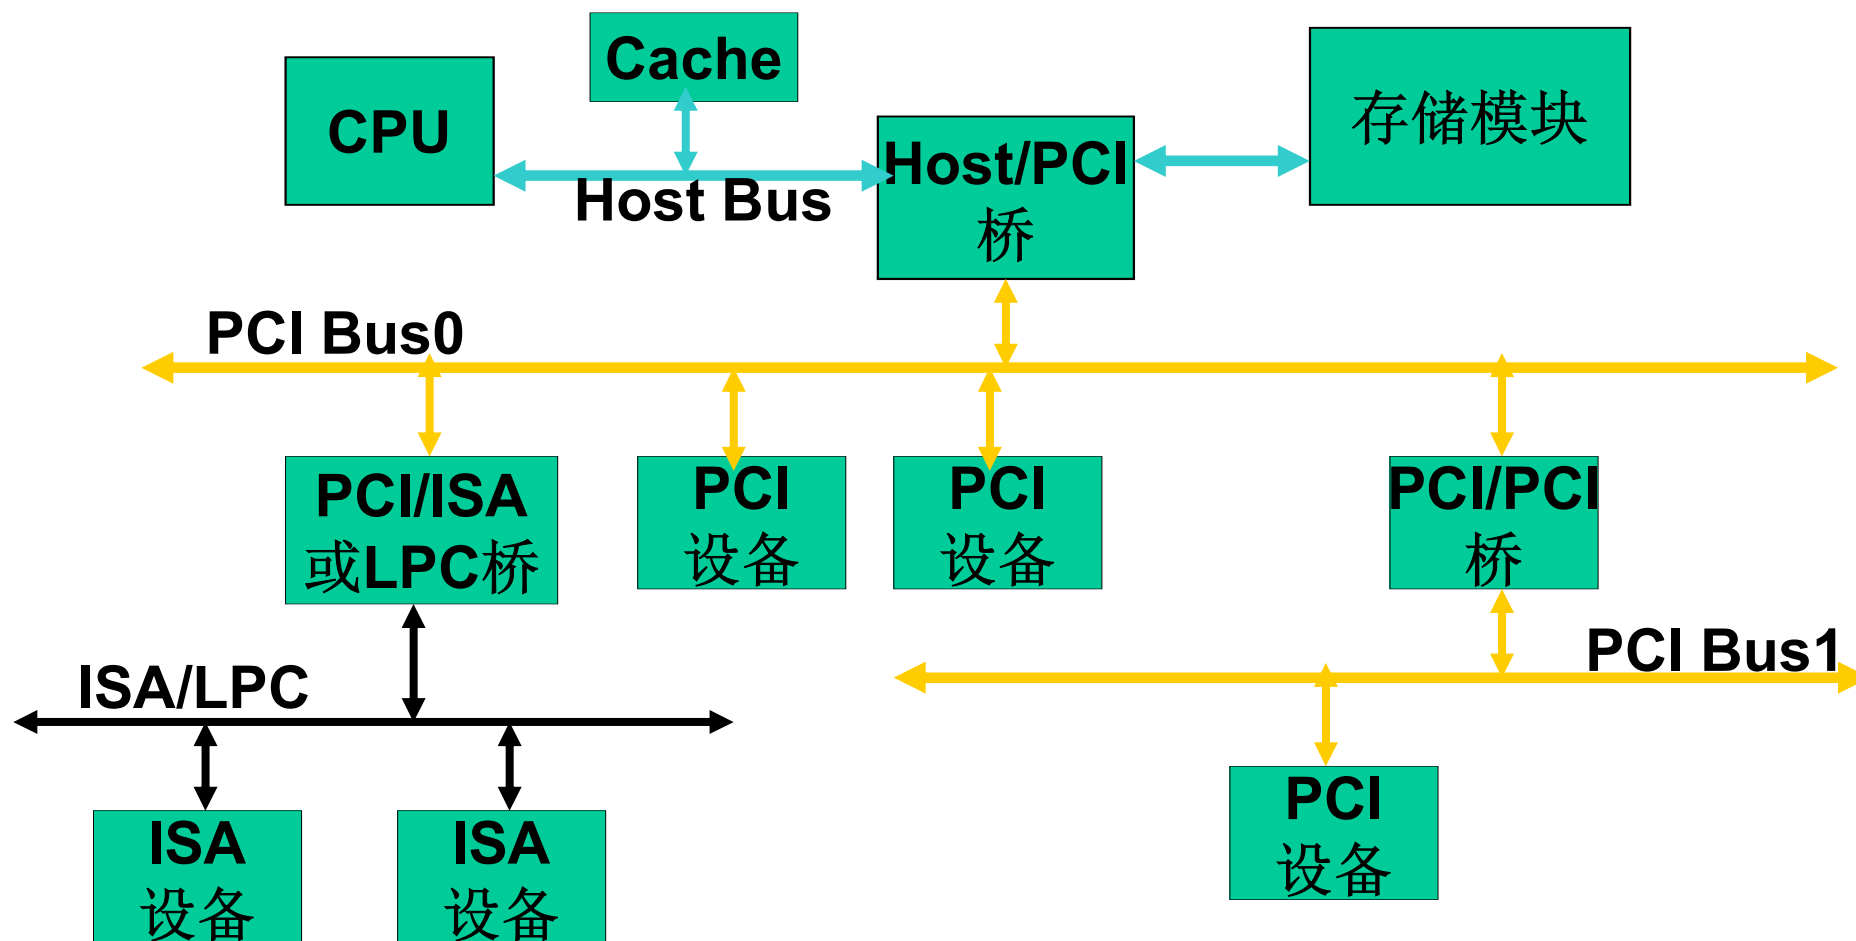 Cache
CPU
存储模块
Host/PCI
桥
Host Bus
PCI Bus0
PCI/ISA
或LPC桥
PCI
设备
PCI
设备
PCI/PCI
桥
PCI Bus1
ISA/LPC
ISA
设备
ISA
设备
PCI
设备